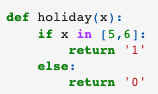 def holiday(x):
    if x in [5,6]:
        return '1'
    else:
        return '0'